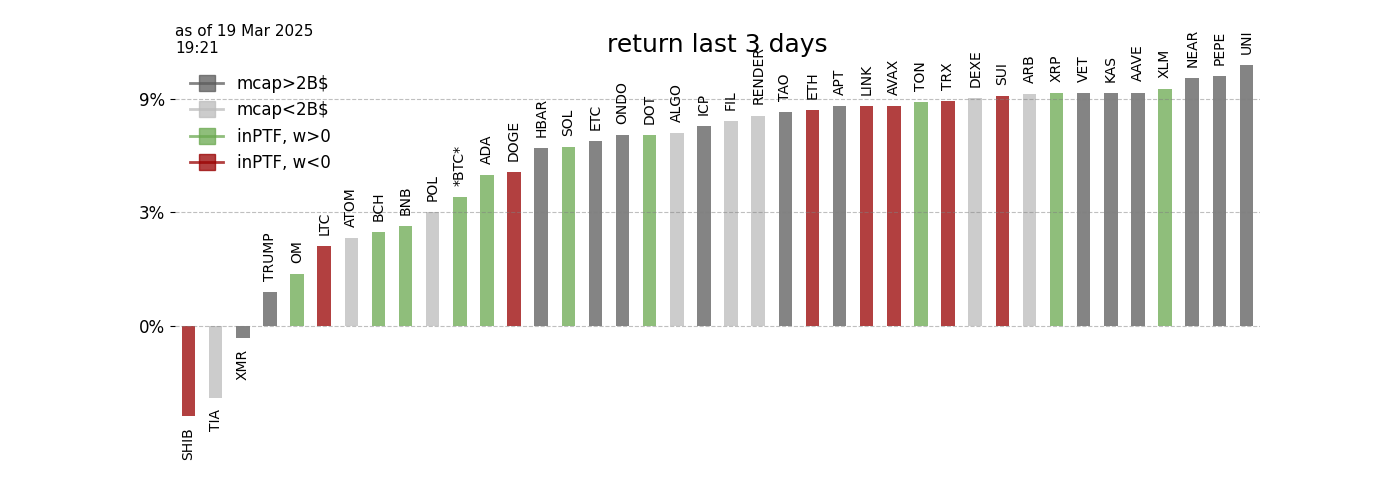 as of 19 Mar 2025
19:21
return last 3 days
mcap>2B$
mcap<2B$
inPTF, w>0
inPTF, w<0
9%
3%
0%
SHIB
TIA
XMR
TRUMP
OM
LTC
ATOM
BCH
BNB
POL
*BTC*
ADA
DOGE
HBAR
SOL
ETC
ONDO
DOT
ALGO
ICP
FIL
RENDER
TAO
ETH
APT
LINK
AVAX
TON
TRX
DEXE
SUI
ARB
XRP
VET
KAS
AAVE
XLM
NEAR
PEPE
UNI